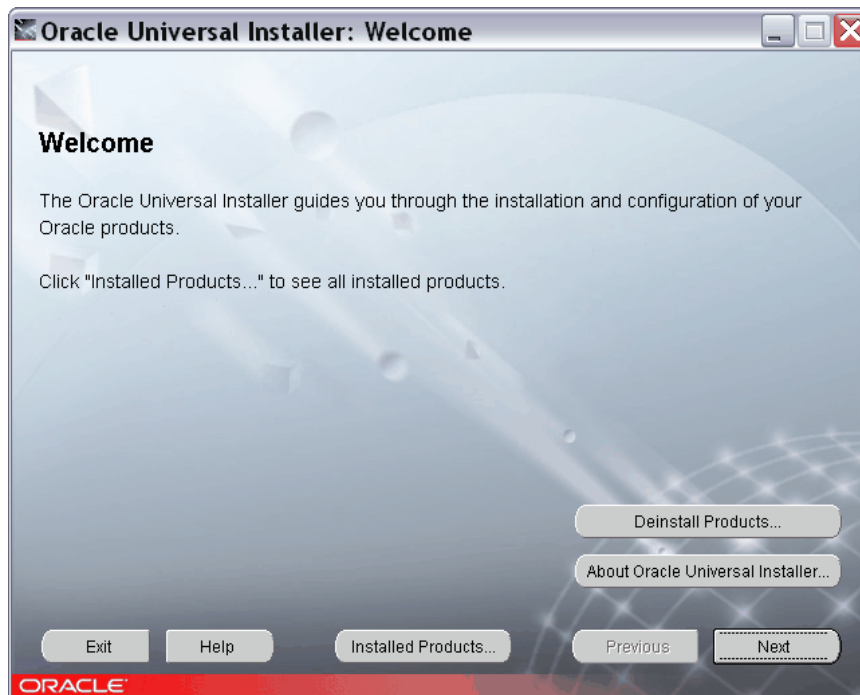 Oracle Universal Installer: Welcome
Welcome
The Oracle Universal Installer guides you through the installation and configuration of your
Oracle products.
Click "Installed Products..." to see all installed products.
Deinstall Products...
About Oracle Universal Installer...
Exit
Help
Installed Products...
Previous
Next
ORACLE